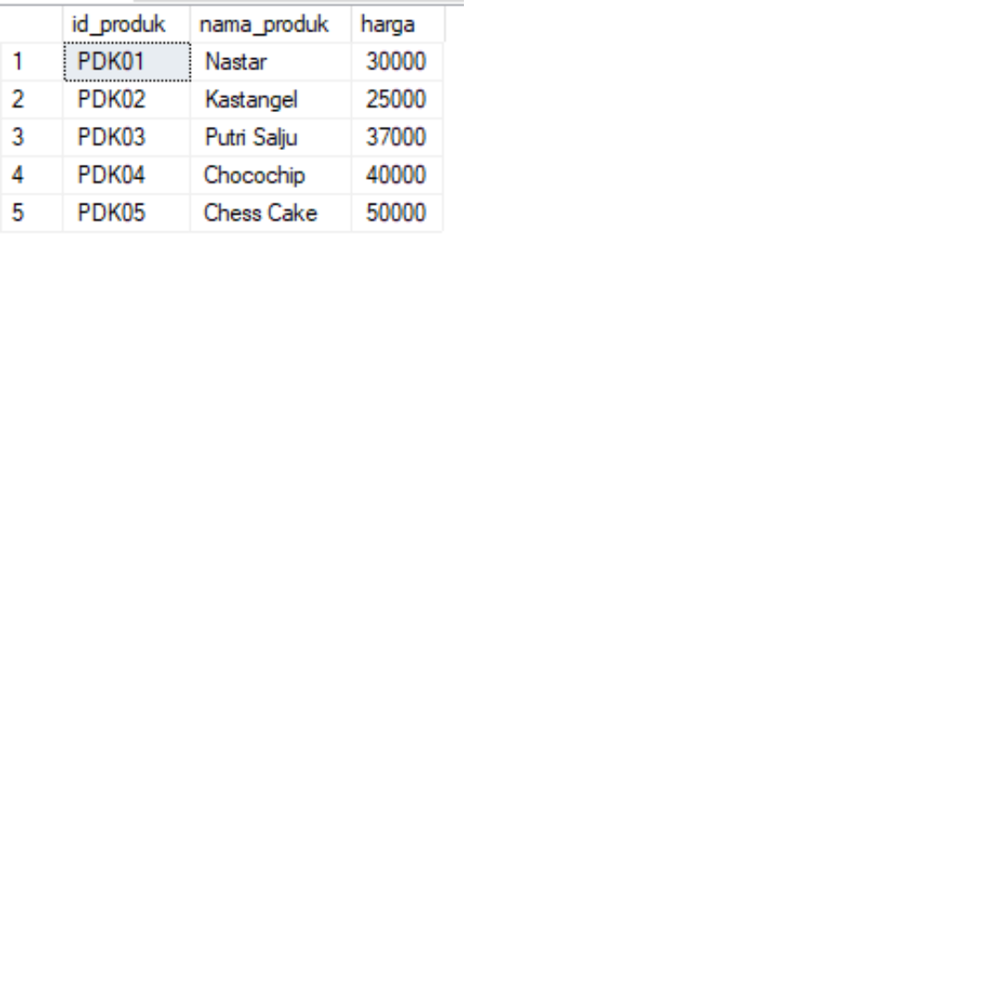 id_produk nama_produk harga
1 PDK01 Nastar 30000
2 PDK02 Kastangel 25000
3 PDK03 Putri Salju 37000
4 PDK04 Chocochip 40000
5 PDK05 Chess Cake 50000